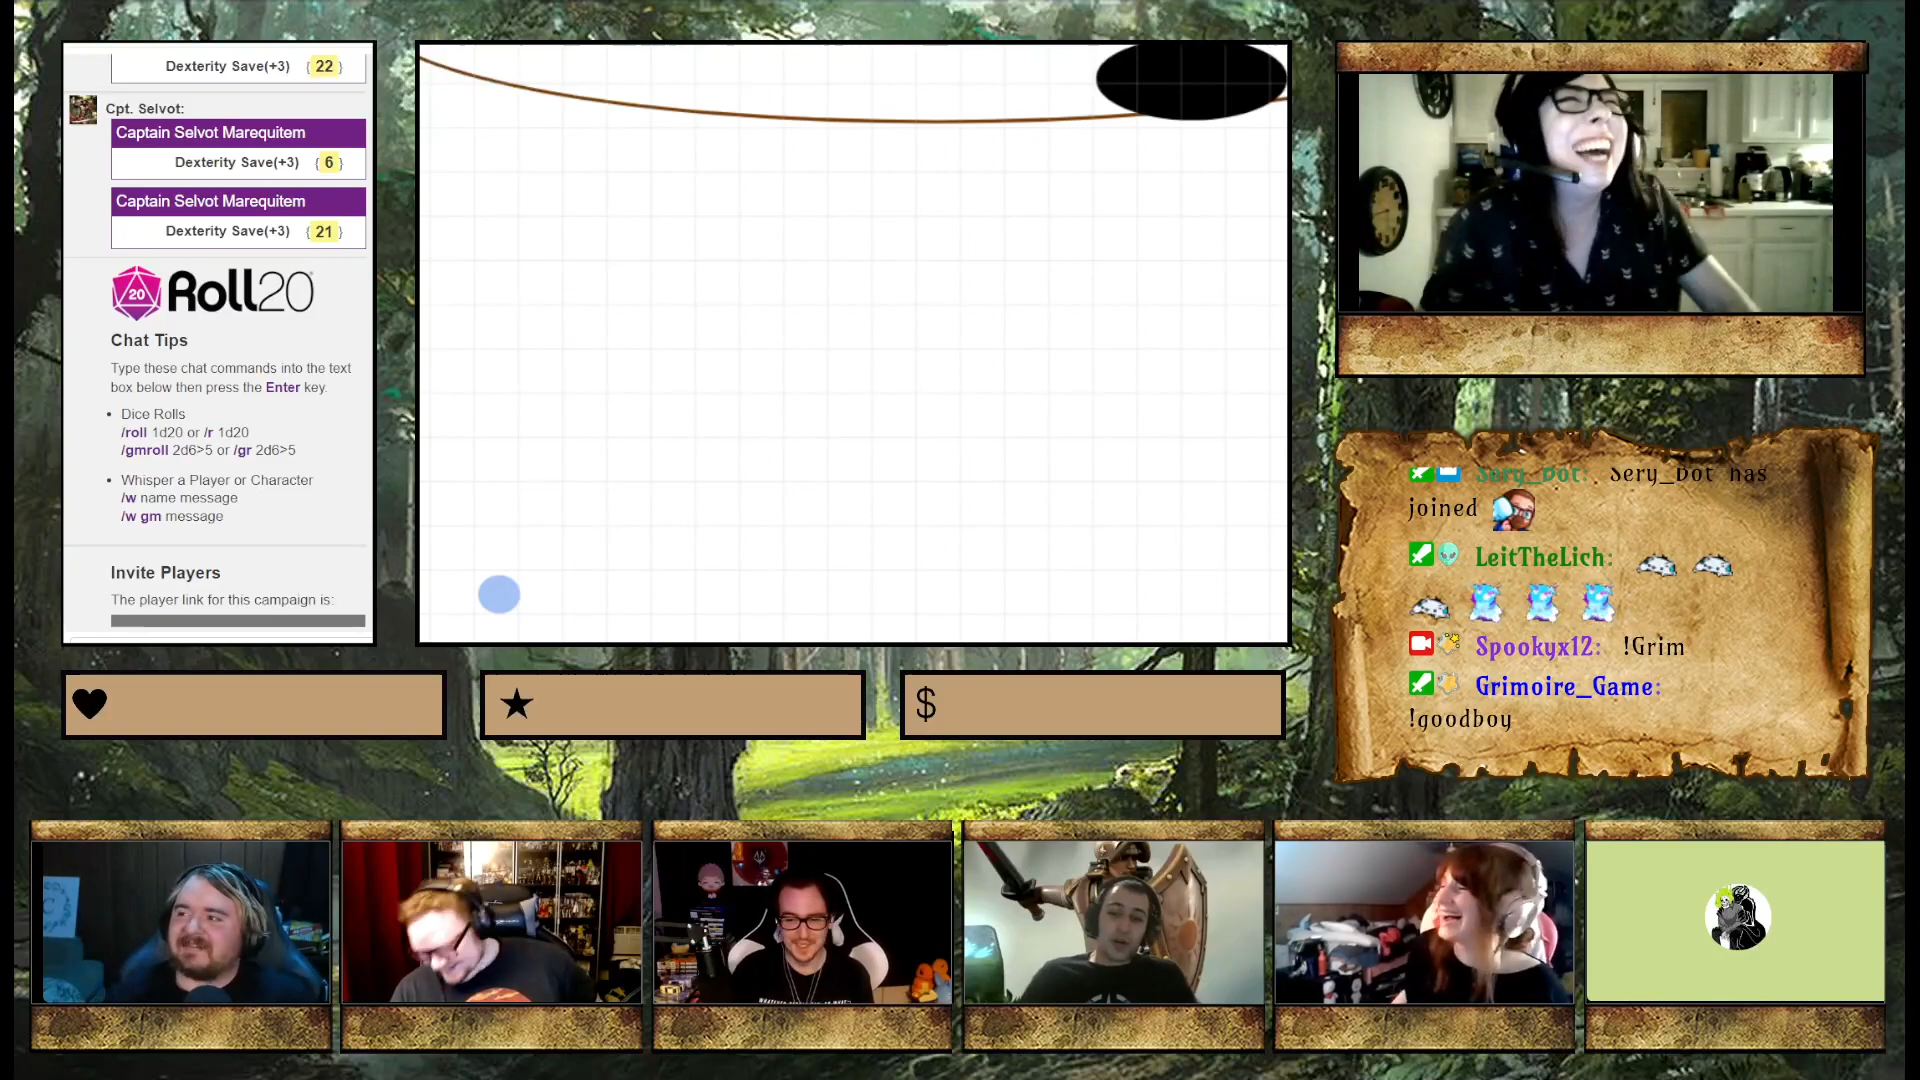 Dexterity Save(+3) {22}
Cpt. Selvot:
Captain Selvot Marequitem
Dexterity Save(+3) {6}
Captain Selvot Marequitem
Dexterity Save(+3) {21}
20 Roll20
Chat Tips
Type these chat commands into the text
box below then press the Enter key.
• Dice Rolls
/roll 1d20 or /r 1d20
/gmroll 2d6>5 or /gr 2d6>5
• Whisper a Player or Character
/w name message
/w gm message
Invite Players
The player link for this campaign is:
$
Sery_Bot: Sery_Bot has
joined
LeitTheLich:
Spookyx12: !Grim
Grimoire_Game:
!goodboy